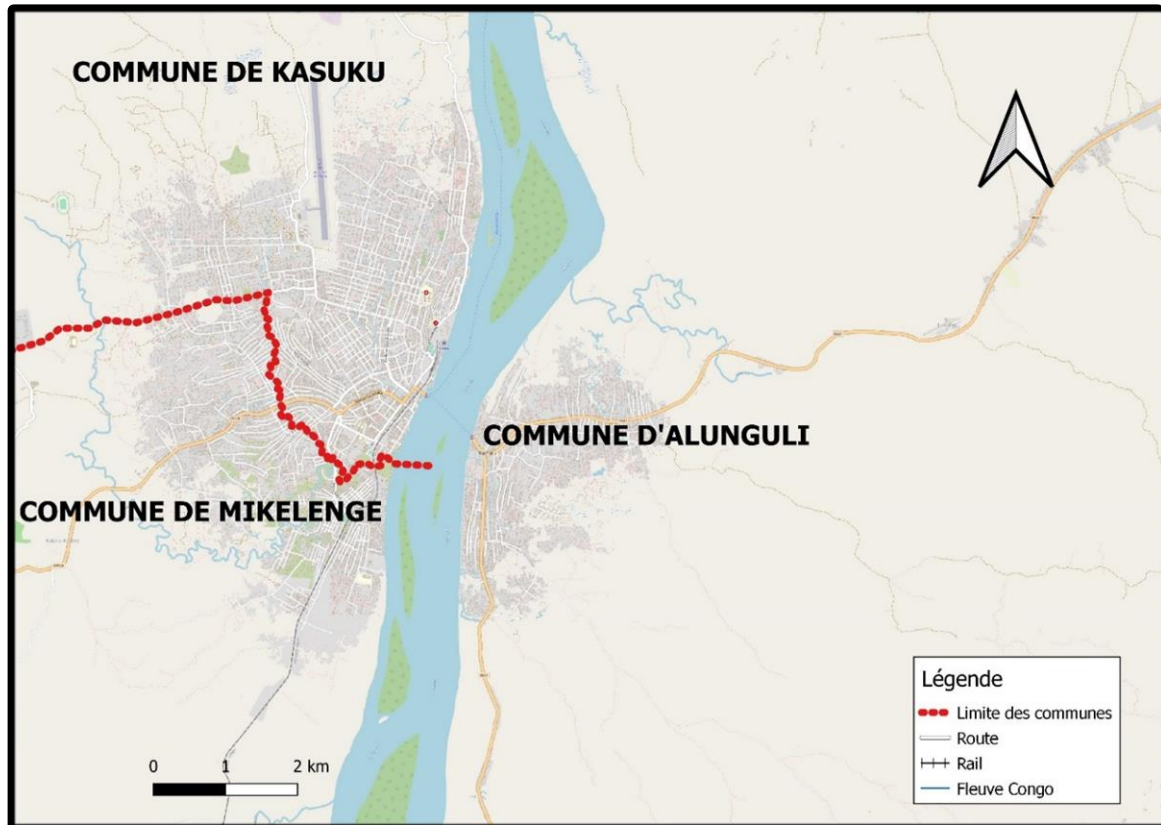 COMMUNE DE KASUKU
COMMUNE D'ALUNGULI
COMMUNE DE MIKELENGE
Légende
Limite des communes
Route
Rail
Fleuve Congo
0 1 2 km